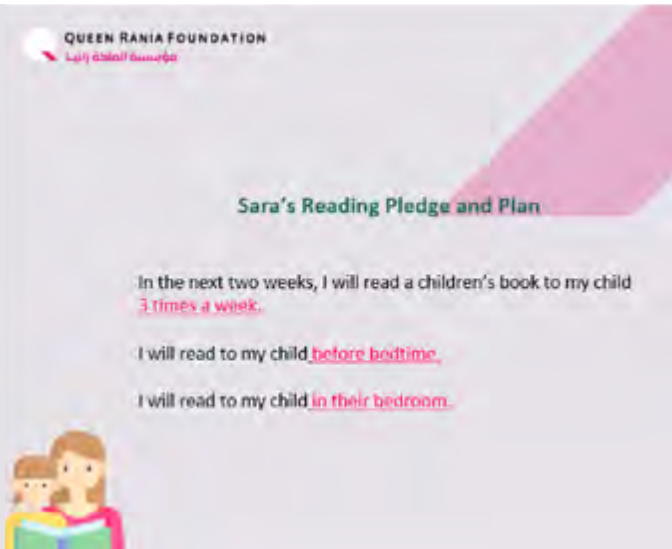 QUEEN RANIA FOUNDATION
مؤسسة الملكة رانيا
Sara's Reading Pledge and Plan
In the next two weeks, I will read a children's book to my child
3 times a week.
I will read to my child before bedtime.
I will read to my child in their bedroom.